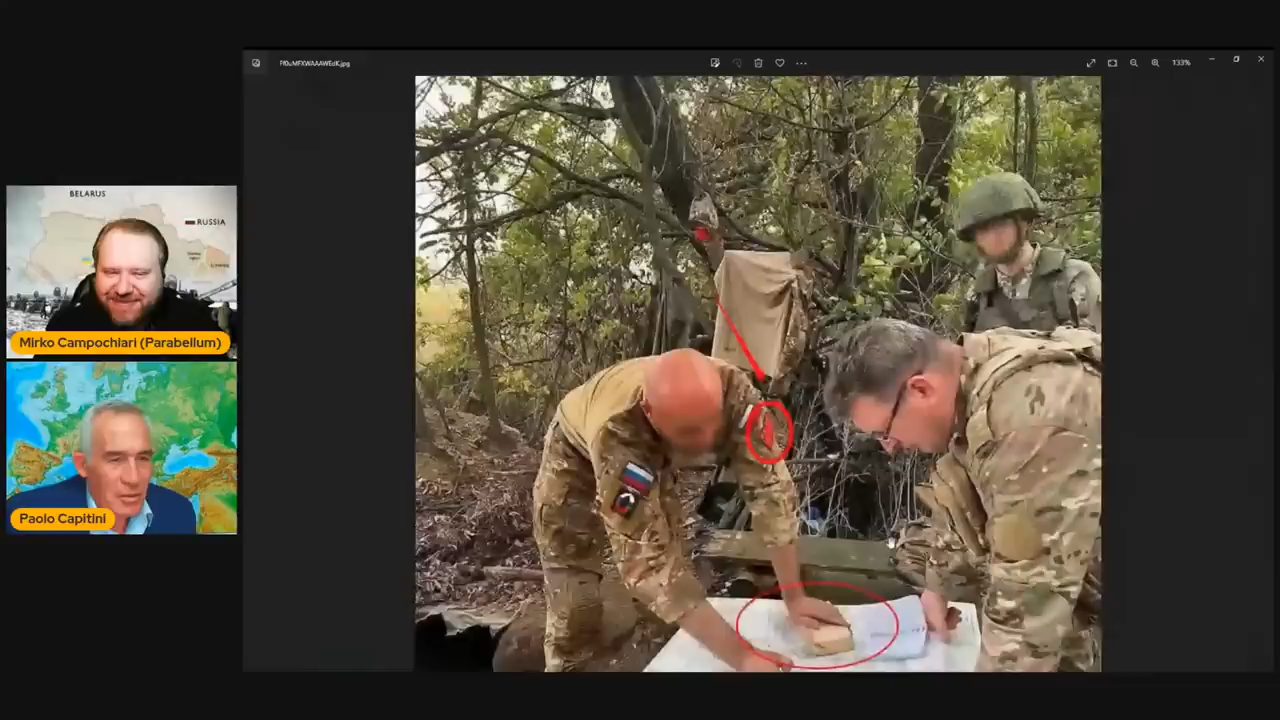 133%
BELARUS
RUSSIA
Mirko Campochiari (Parabellum)
Paolo Capitini